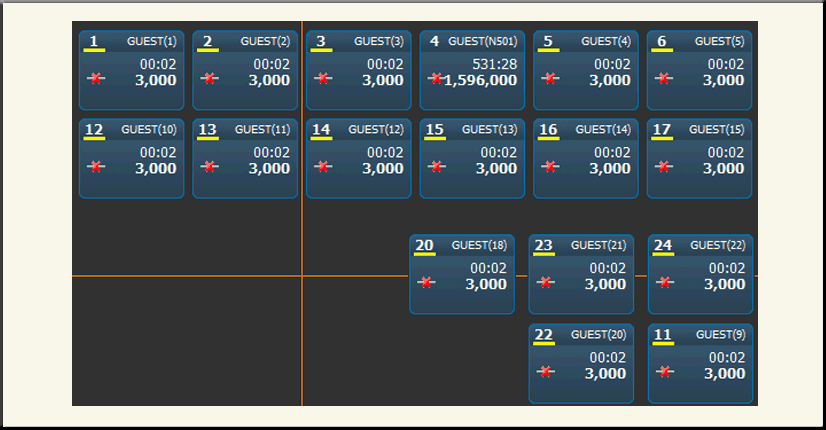 1 GUEST(1)
00:02
3,000
2 GUEST(2)
00:02
3,000
3 GUEST(3)
00:02
3,000
4 GUEST(N501)
531:28
1,596,000
5 GUEST(4)
00:02
3,000
6 GUEST(5)
00:02
3,000
12 GUEST(10)
00:02
3,000
13 GUEST(11)
00:02
3,000
14 GUEST(12)
00:02
3,000
15 GUEST(13)
00:02
3,000
16 GUEST(14)
00:02
3,000
17 GUEST(15)
00:02
3,000
20 GUEST(18)
00:02
3,000
23 GUEST(21)
00:02
3,000
24 GUEST(22)
00:02
3,000
22 GUEST(20)
00:02
3,000
11 GUEST(9)
00:02
3,000